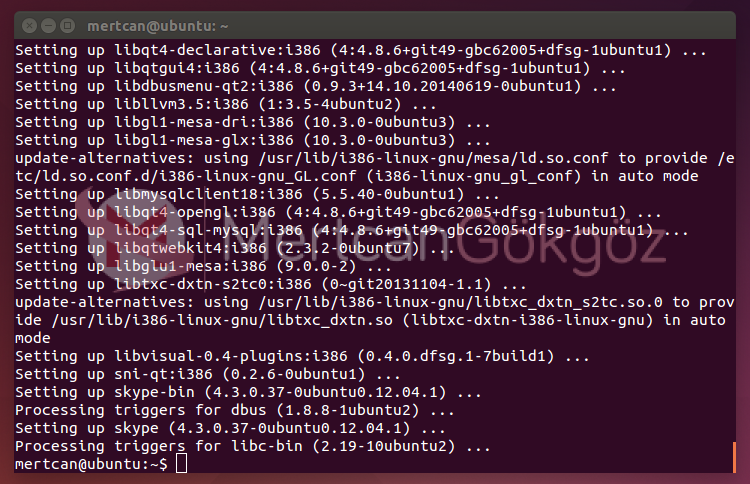 mertcan@ubuntu: ~
Setting up libqt4-declarative:i386 (4:4.8.6+git49-gbc62005+dfsg-1ubuntu1) ...
Setting up libqtgui4:i386 (4:4.8.6+git49-gbc62005+dfsg-1ubuntu1) ...
Setting up libdbusmenu-qt2:i386 (0.9.3+14.10.20140619-0ubuntu1) ...
Setting up libllvm3.5:i386 (1:3.5-4ubuntu2) ...
Setting up libgl1-mesa-dri:i386 (10.3.0-0ubuntu3) ...
Setting up libgl1-mesa-glx:i386 (10.3.0-0ubuntu3) ...
update-alternatives: using /usr/lib/i386-linux-gnu/mesa/ld.so.conf to provide /e
tc/ld.so.conf.d/i386-linux-gnu_GL.conf (i386-linux-gnu_gl_conf) in auto mode
Setting up libmysqlclient18:i386 (5.5.40-0ubuntu1) ...
Setting up libqt4-opengl:i386 (4:4.8.6+git49-gbc62005+dfsg-1ubuntu1) ...
Setting up libqt4-sql-mysql:i386 (4:4.8.6+git49-gbc62005+dfsg-1ubuntu1) ...
Setting up libqtwebkit4:i386 (2.3.2-0ubuntu7) ...
MertcanGökgöz
Setting up libglu1-mesa:i386 (9.0.0-2) ...
Setting up libtxc-dxtn-s2tc0:i386 (0~git20131104-1.1) ...
update-alternatives: using /usr/lib/i386-linux-gnu/libtxc_dxtn_s2tc.so.0 to prov
ide /usr/lib/i386-linux-gnu/libtxc_dxtn.so (libtxc-dxtn-i386-linux-gnu) in auto
mode
Setting up libvisual-0.4-plugins:i386 (0.4.0.dfsg.1-7build1) ...
Setting up sni-qt:i386 (0.2.6-0ubuntu1) ...
Setting up skype-bin (4.3.0.37-0ubuntu0.12.04.1) ...
Processing triggers for dbus (1.8.8-1ubuntu2) ...
Setting up skype (4.3.0.37-0ubuntu0.12.04.1) ...
Processing triggers for libc-bin (2.19-10ubuntu2) ...
mertcan@ubuntu:~$